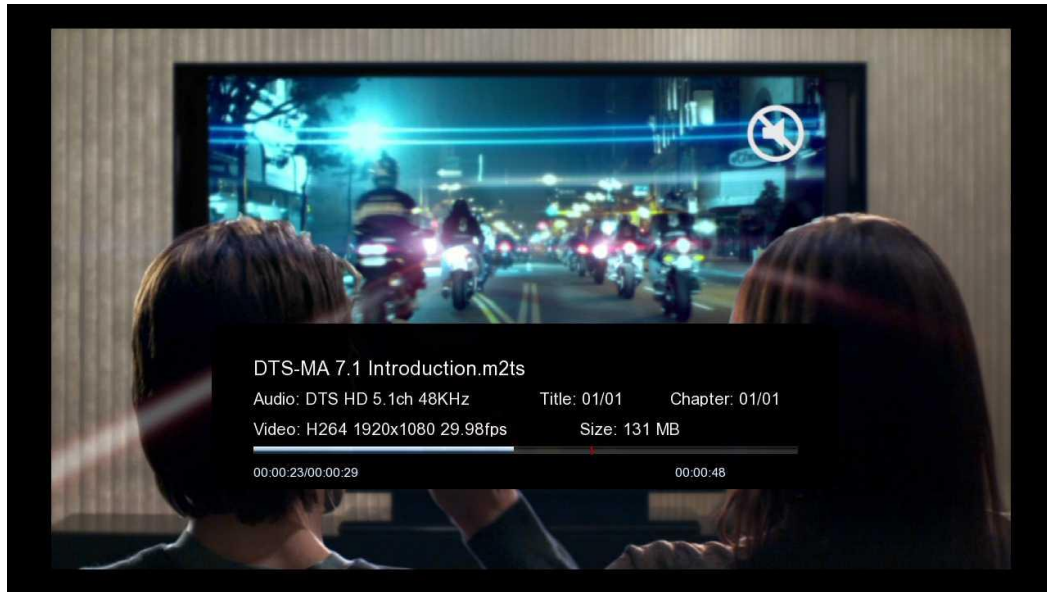 DTS-MA 7.1 Introduction.m2ts
Audio: DTS HD 5.1ch 48KHz Title: 01/01 Chapter: 01/01
Video: H264 1920x1080 29.98fps Size: 131 MB
00:00:23/00:00:29 00:00:48